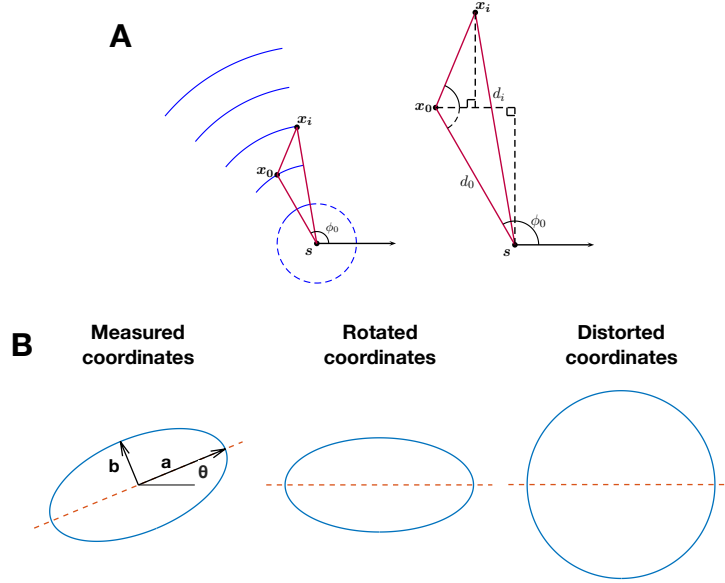 A
x_i
x_0
ϕ_0
s
x_i
x_0
d_i
d_0
ϕ_0
s
B
Measured
coordinates
Rotated
coordinates
Distorted
coordinates
b
a
θ